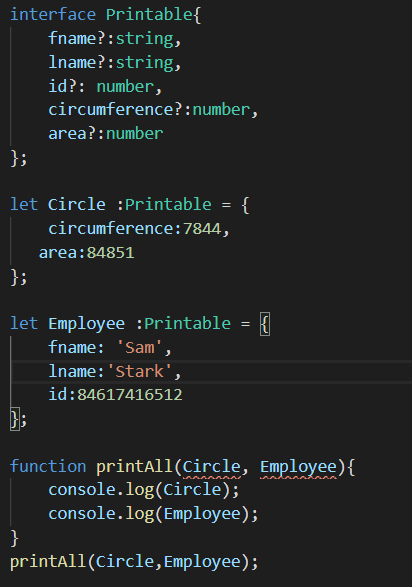 interface Printable{
    fname?:string,
    lname?:string,
    id?: number,
    circumference?:number,
    area?:number
};
let Circle :Printable = {
    circumference:7844,
   area:84851
};
let Employee :Printable = {
    fname: 'Sam',
    lname:'Stark',
    id:84617416512
};
function printAll(Circle, Employee){
    console.log(Circle);
    console.log(Employee);
}
printAll(Circle,Employee);